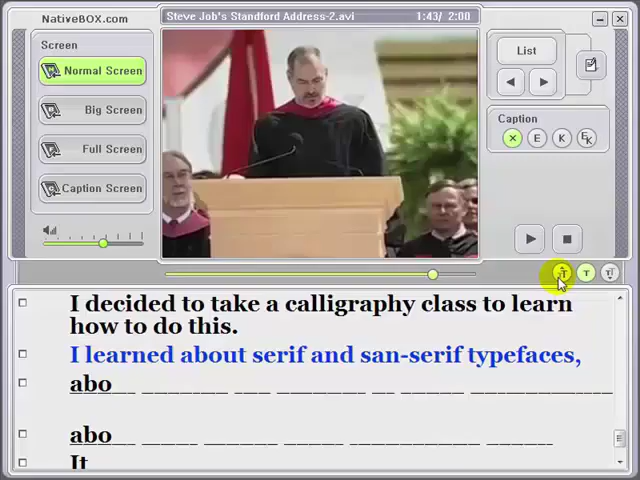 NativeBOX.com
Steve Job's Standford Address-2.avi 1:43/ 2:00
Screen
Normal Screen
Big Screen
Full Screen
Caption Screen
List
Caption
× E K EK
T T T
I decided to take a calligraphy class to learn
how to do this.
I learned about serif and san-serif typefaces,
abo
abo
It